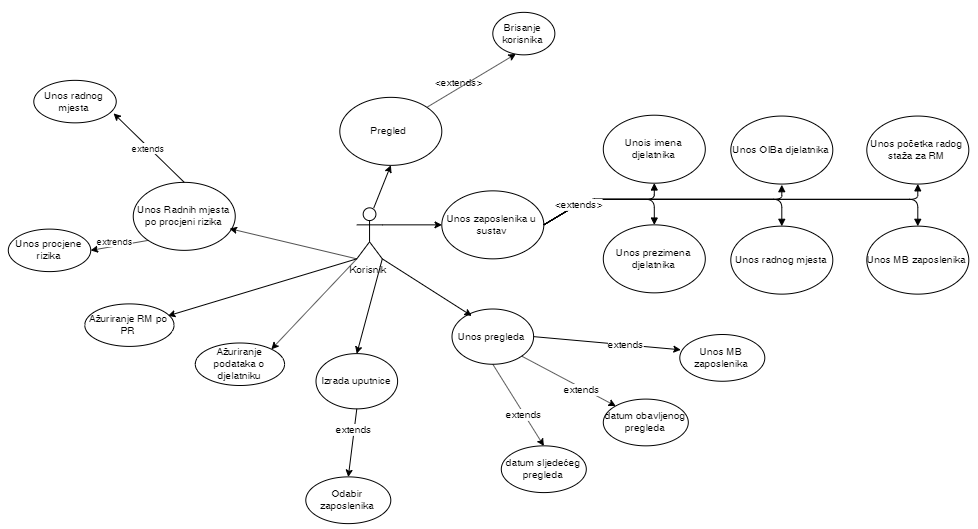 Brisanje
korisnika
<extends>
Unos radnog
mjesta
Pregled
extends
Unois imena
djelatnika
Unos OIBa djelatnika
Unos početka radog
staža za RM
Unos Radnih mjesta
po procjeni rizika
Unos zaposlenika u
sustav
<extends>
Unos procjene
rizika
extrends
Korisnik
Unos prezimena
djelatnika
Unos radnog mjesta
Unos MB zaposlenika
Ažuriranje RM po
PR
Ažuriranje
podataka o
djelatniku
Izrada uputnice
Unos pregleda
extends
Unos MB
zaposlenika
extends
datum obavljenog
pregleda
extends
extends
datum sljedećeg
pregleda
Odabir
zaposlenika